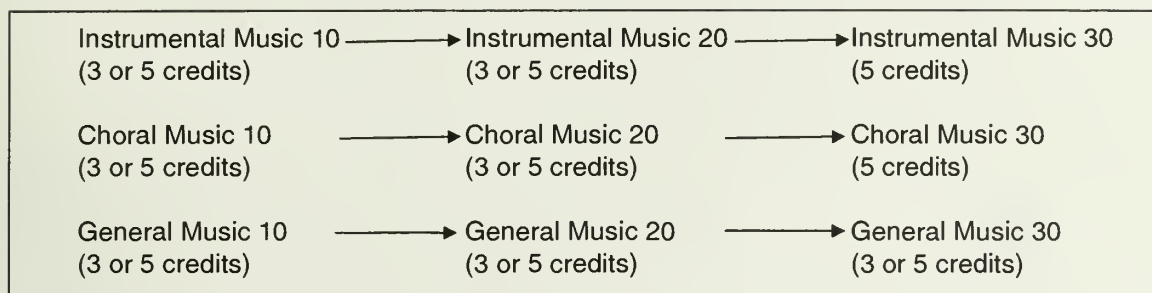 Instrumental Music 10 Instrumental Music 20 Instrumental Music 30
(3 or 5 credits) (3 or 5 credits) (5 credits)
Choral Music 10 Choral Music 20 Choral Music 30
(3 or 5 credits) (3 or 5 credits) (5 credits)
General Music 10 General Music 20 General Music 30
(3 or 5 credits) (3 or 5 credits) (3 or 5 credits)